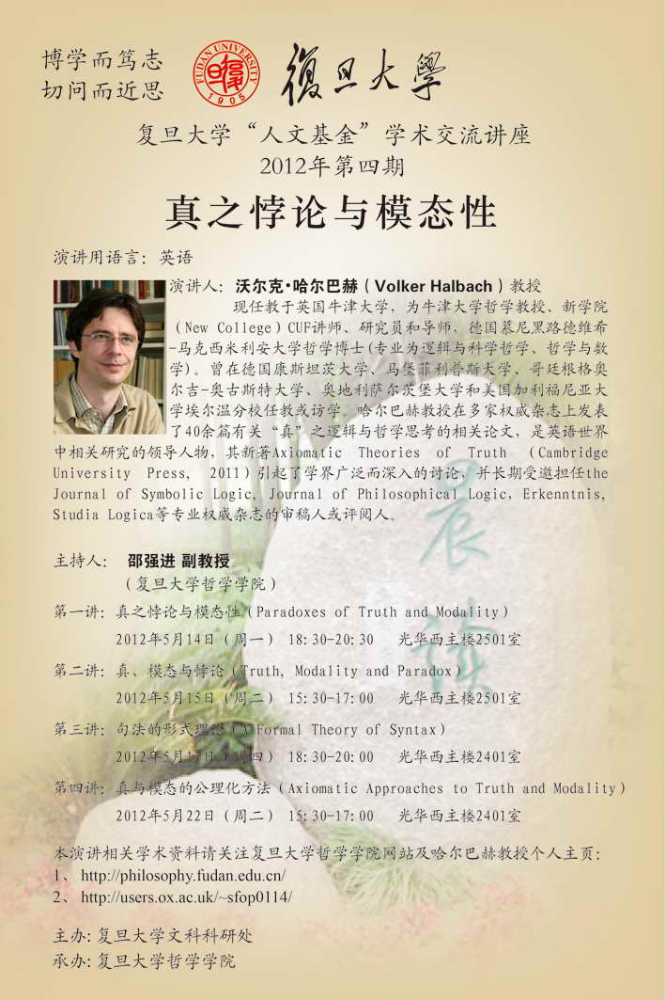 博学而笃志
切问而近思
FUDAN UNIVERSITY
1905
復旦大學
复旦大学“人文基金”学术交流讲座
2012年第四期
真之悖论与模态性
演讲用语言：英语
演讲人：沃尔克·哈尔巴赫（Volker Halbach）教授
现任教于英国牛津大学，为牛津大学哲学教授、新学院
（New College）CUF讲师、研究员和导师，德国慕尼黑路德维希
-马克西米利安大学哲学博士(专业为逻辑与科学哲学、哲学与数
学)。曾在德国康斯坦茨大学、马堡菲利普斯大学、哥廷根格奥
尔吉-奥古斯特大学、奥地利萨尔茨堡大学和美国加利福尼亚大
学埃尔温分校任教或访学。哈尔巴赫教授在多家权威杂志上发表
了40余篇有关“真”之逻辑与哲学思考的相关论文，是英语世界
中相关研究的领导人物，其新著Axiomatic Theories of Truth （Cambridge
University Press, 2011）引起了学界广泛而深入的讨论，并长期受邀担任the
Journal of Symbolic Logic, Journal of Philosophical Logic, Erkenntnis,
Studia Logica等专业权威杂志的审稿人或评阅人。
主持人： 邵强进 副教授
（复旦大学哲学学院）
第一讲：真之悖论与模态性（Paradoxes of Truth and Modality）
2012年5月14日（周一） 18:30-20:30 光华西主楼2501室
第二讲：真、模态与悖论（Truth, Modality and Paradox）
2012年5月15日（周二） 15:30-17:00 光华西主楼2501室
第三讲：句法的形式理论（A Formal Theory of Syntax）
2012年5月17日（周四） 18:30-20:00 光华西主楼2401室
第四讲：真与模态的公理化方法（Axiomatic Approaches to Truth and Modality）
2012年5月22日（周二） 15:30-17:00 光华西主楼2401室
本演讲相关学术资料请关注复旦大学哲学学院网站及哈尔巴赫教授个人主页：
1、 http://philosophy.fudan.edu.cn/
2、 http://users.ox.ac.uk/~sfop0114/
主办：复旦大学文科科研处
承办：复旦大学哲学学院
晨
读